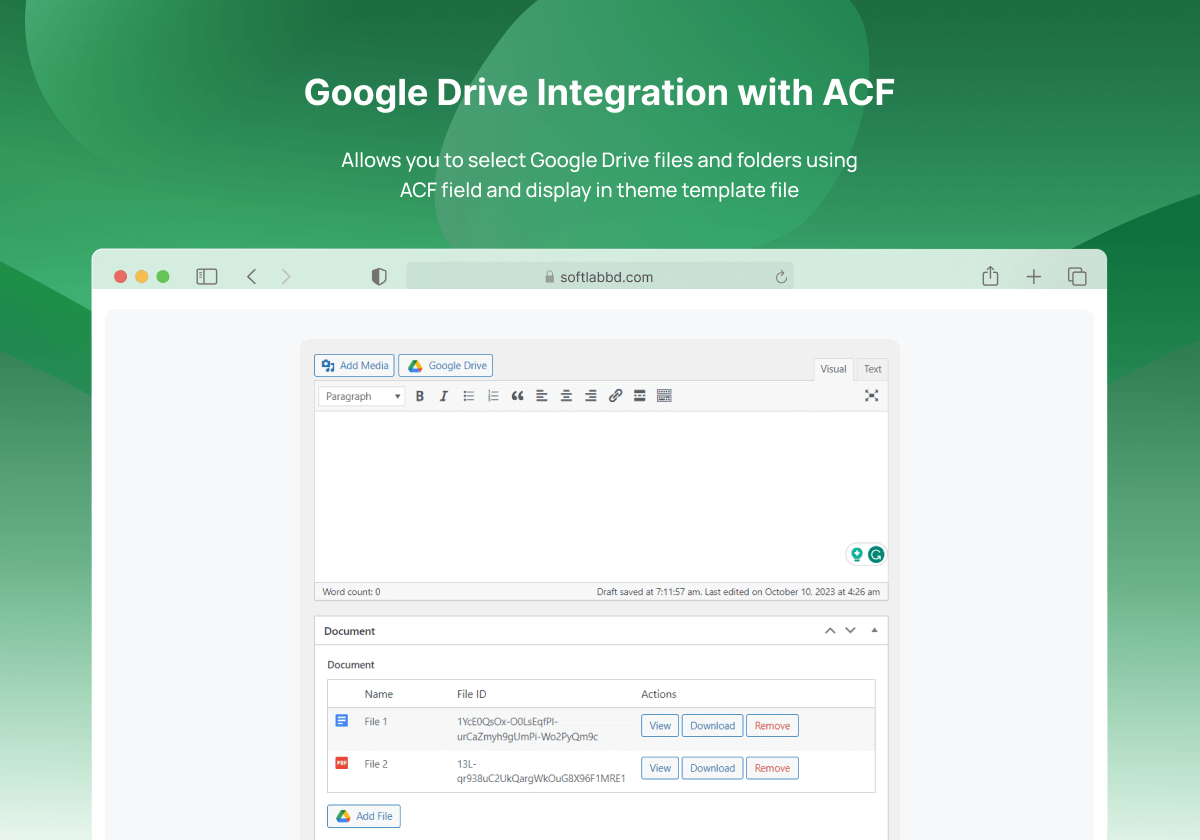 Google Drive Integration with ACF
Allows you to select Google Drive files and folders using
ACF field and display in theme template file
softlabbd.com
Add Media Google Drive
Visual Text
Paragraph
Word count: 0 Draft saved at 7:11:57 am. Last edited on October 10, 2023 at 4:26 am
Document
Document
Name File ID Actions
File 1 1YcE0QsOx-O0LsEqfPI-
urCaZmyh9gUmPi-Wo2PyQm9c
View Download Remove
PDF File 2 13L-
qr938uC2UkQargWkOuG8X96F1MRE1
View Download Remove
Add File